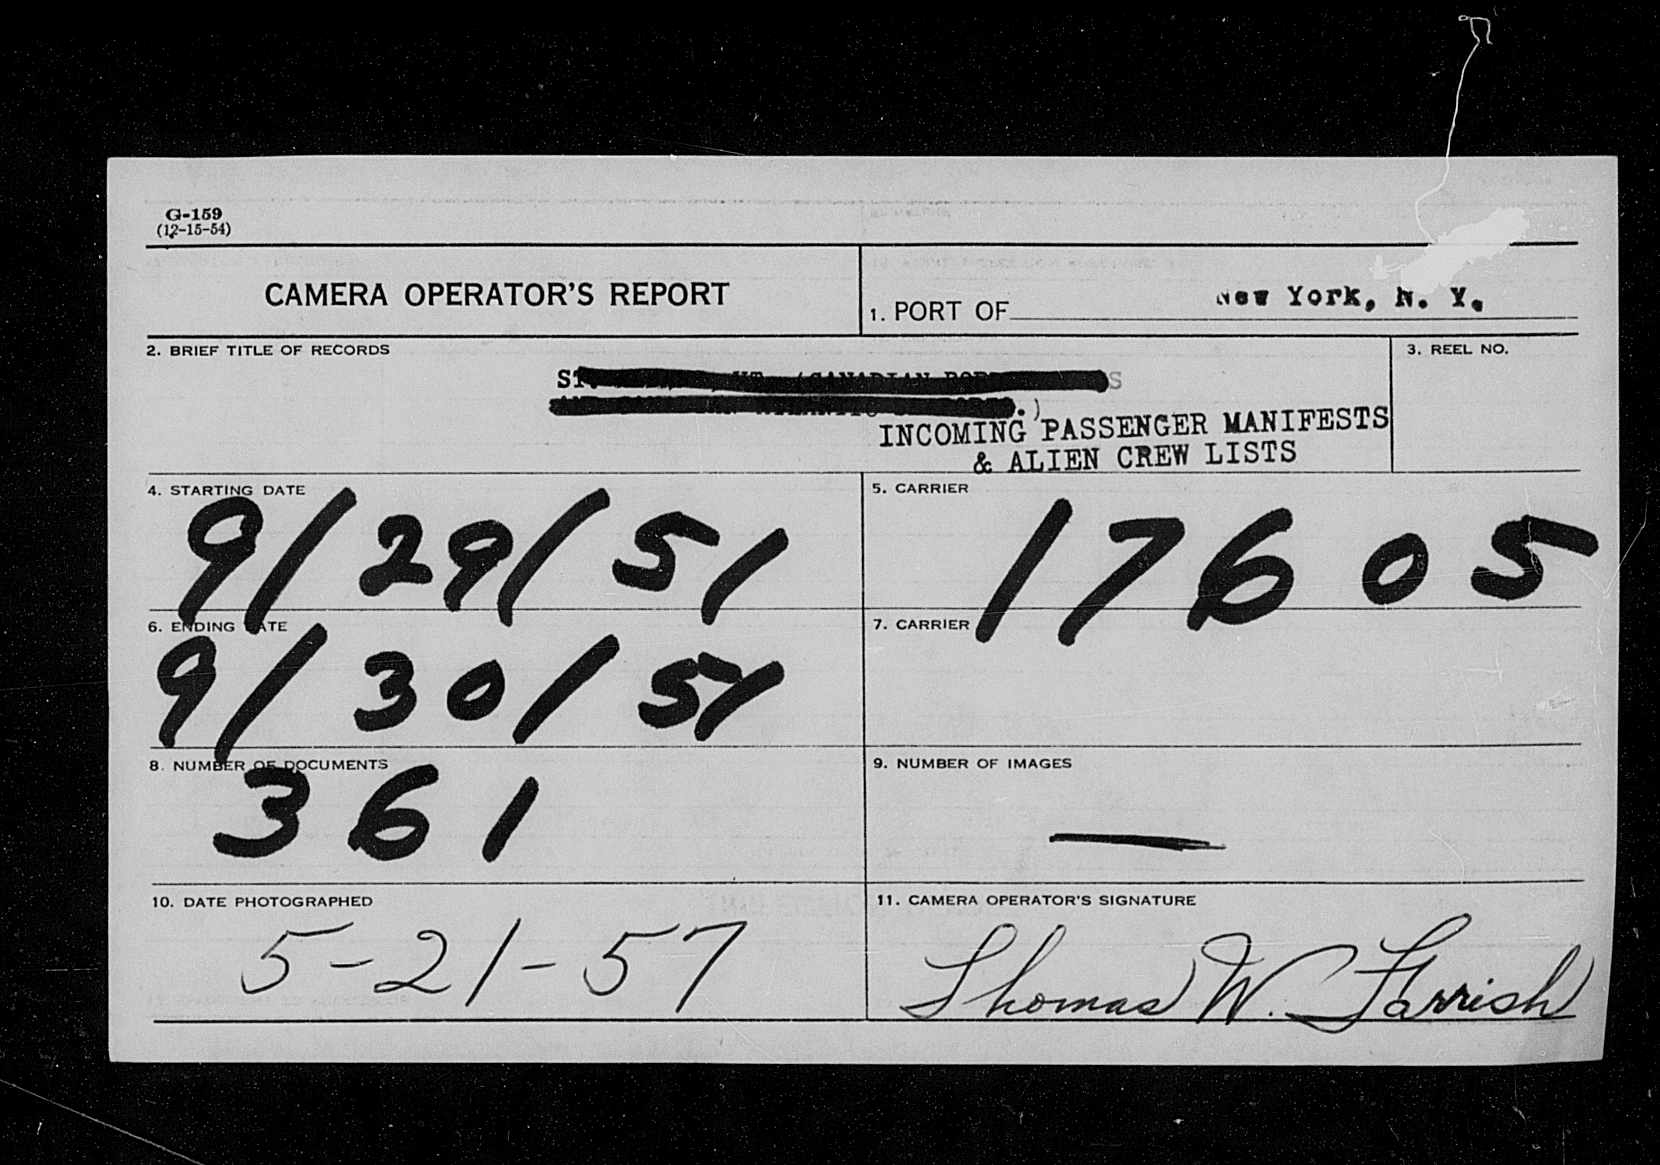 G-159
(12-15-54)
CAMERA OPERATOR'S REPORT
1. PORT OF New York, N. Y.
2. BRIEF TITLE OF RECORDS
3. REEL NO.
INCOMING PASSENGER MANIFESTS
& ALIEN CREW LISTS
4. STARTING DATE
9/29/51
5. CARRIER
17605
6. ENDING DATE
9/30/51
7. CARRIER
8. NUMBER OF DOCUMENTS
361
9. NUMBER OF IMAGES
—
10. DATE PHOTOGRAPHED
5-21-57
11. CAMERA OPERATOR'S SIGNATURE
Thomas W. Farrish